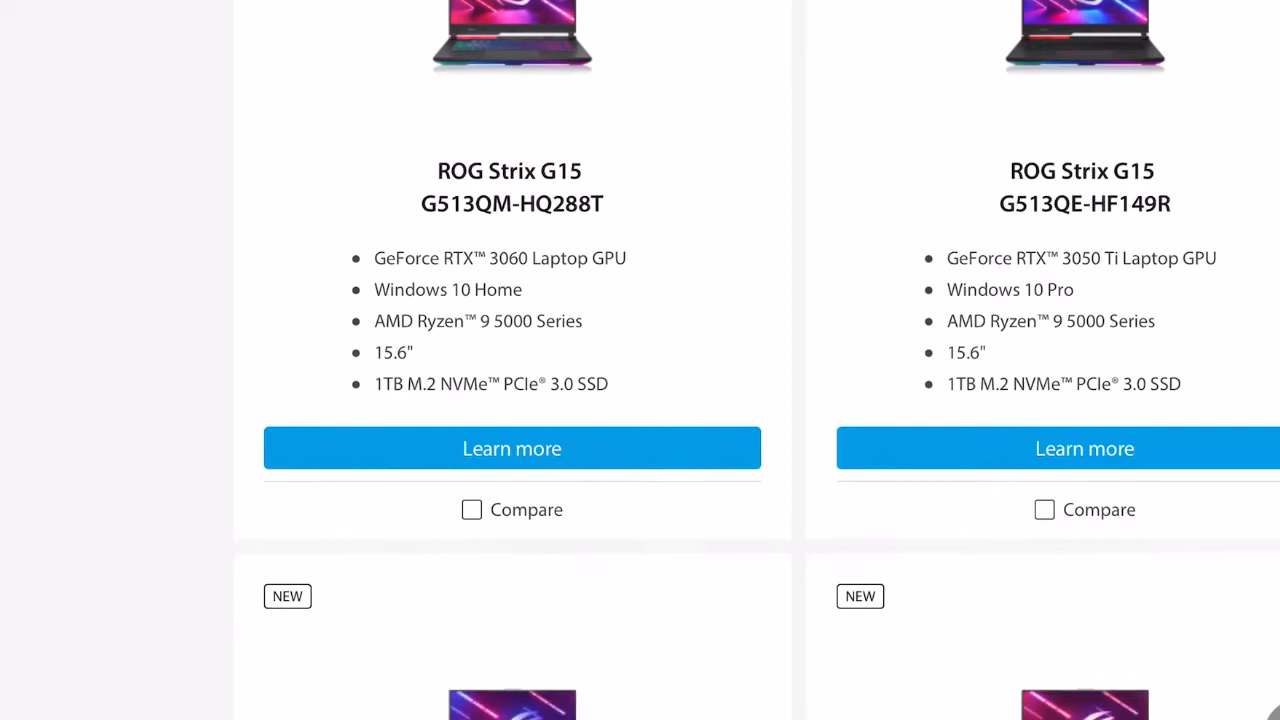 ROG Strix G15
G513QM-HQ288T
• GeForce RTX™ 3060 Laptop GPU
• Windows 10 Home
• AMD Ryzen™ 9 5000 Series
• 15.6"
• 1TB M.2 NVMe™ PCIe® 3.0 SSD
Learn more
Compare
ROG Strix G15
G513QE-HF149R
• GeForce RTX™ 3050 Ti Laptop GPU
• Windows 10 Pro
• AMD Ryzen™ 9 5000 Series
• 15.6"
• 1TB M.2 NVMe™ PCIe® 3.0 SSD
Learn more
Compare
NEW
NEW